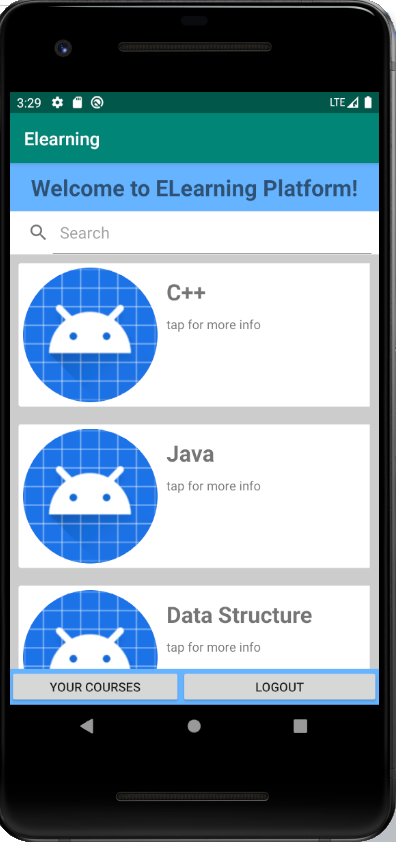 3:29 LTE
Elearning
Welcome to ELearning Platform!
Search
C++
tap for more info
Java
tap for more info
Data Structure
tap for more info
YOUR COURSES LOGOUT